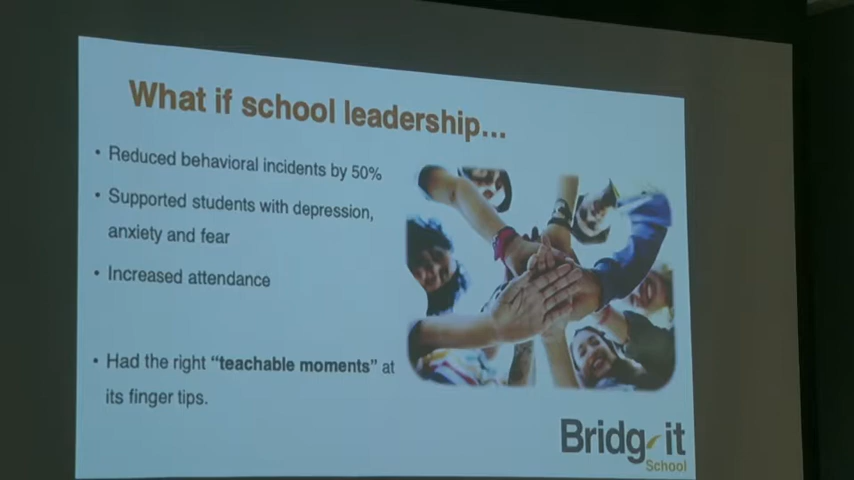 What if school leadership...
• Reduced behavioral incidents by 50%
• Supported students with depression,
anxiety and fear
• Increased attendance
• Had the right “teachable moments” at
its finger tips.
Bridg-it
School